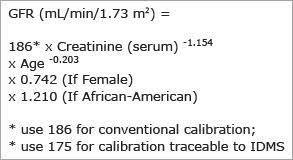 GFR (mL/min/1.73 m²) =
186* x Creatinine (serum) -1.154
x Age -0.203
x 0.742 (If Female)
x 1.210 (If African-American)
* use 186 for conventional calibration;
* use 175 for calibration traceable to IDMS